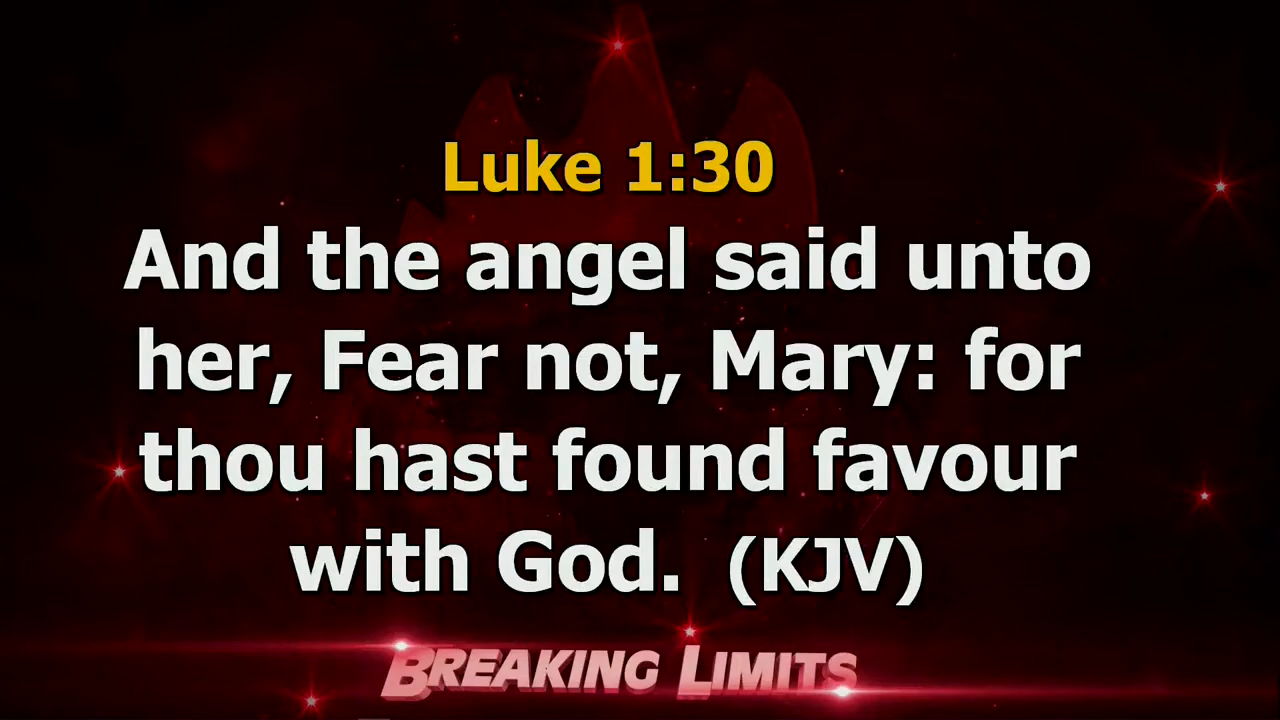 Luke 1:30
And the angel said unto
her, Fear not, Mary: for
thou hast found favour
with God. (KJV)
BREAKING LIMITS